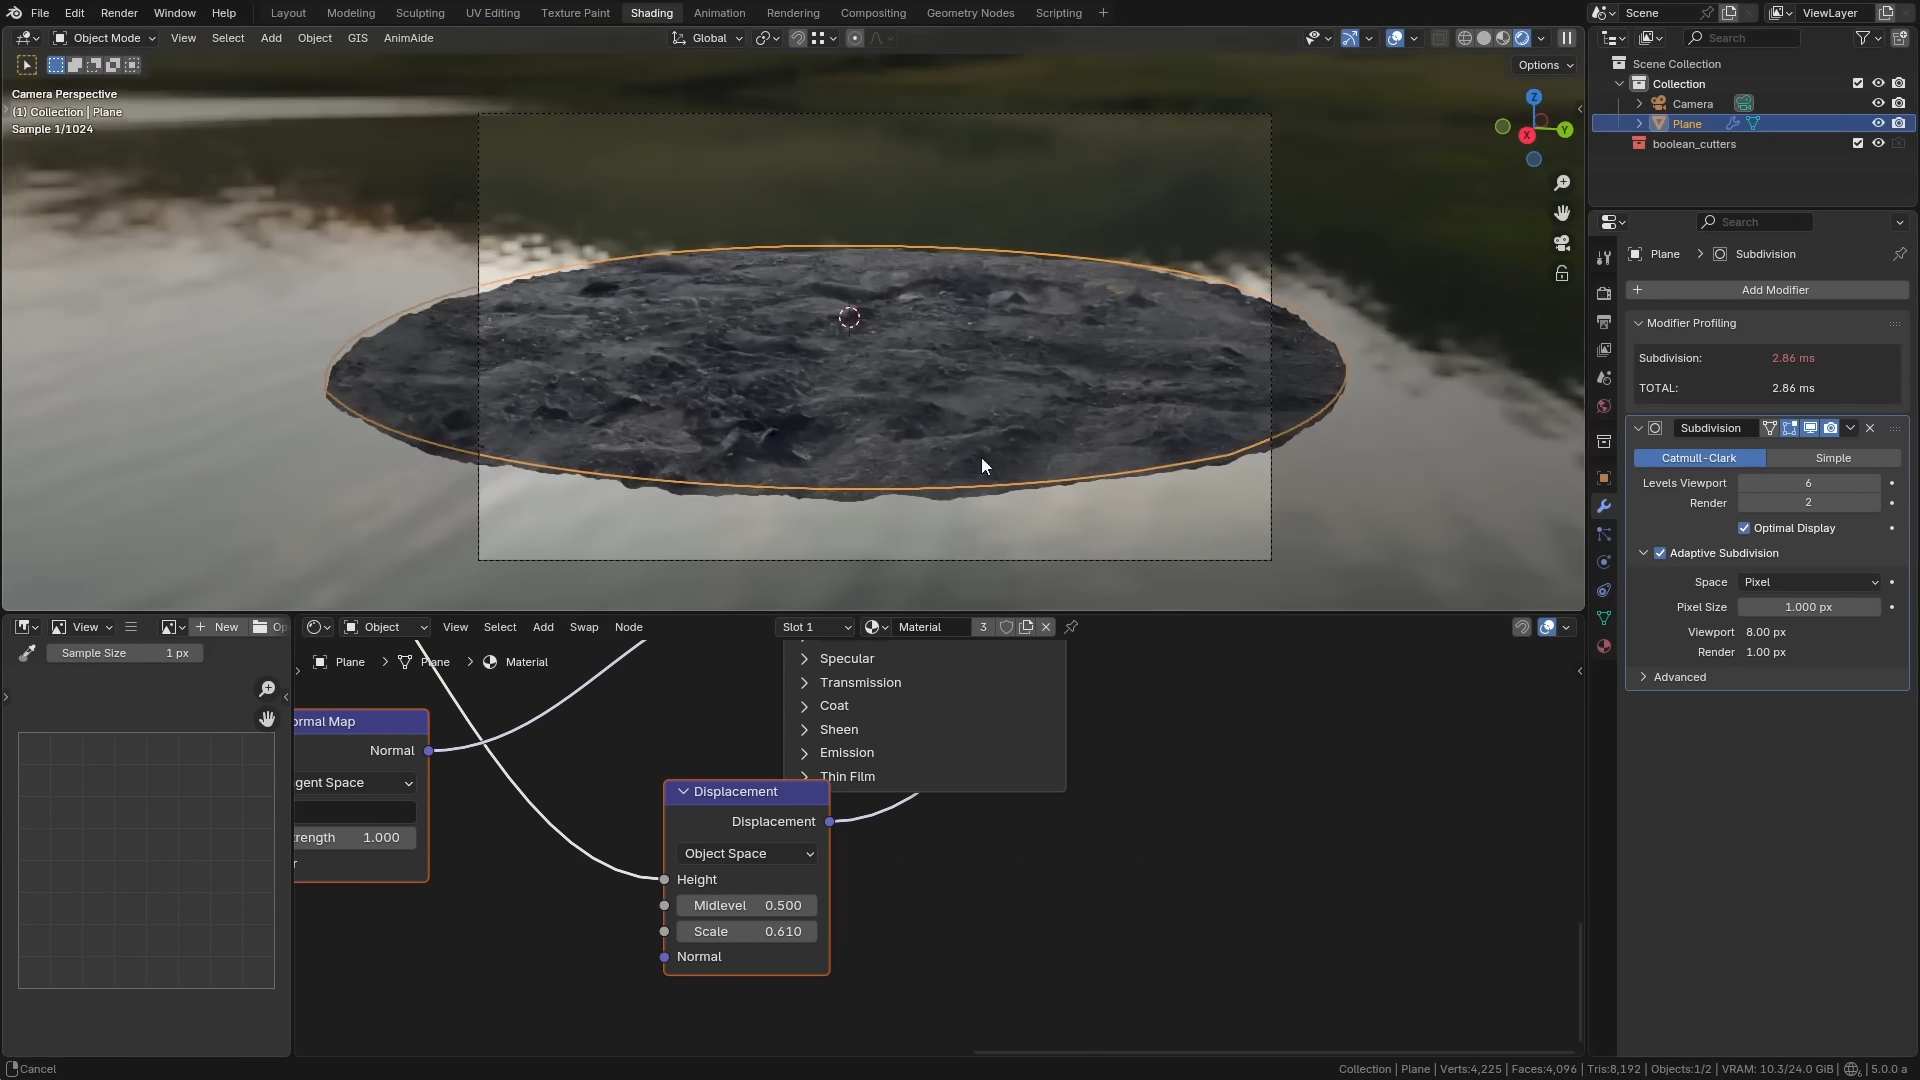 File Edit Render Window Help Layout Modeling Sculpting UV Editing Texture Paint Shading Animation Rendering Compositing Geometry Nodes Scripting
Scene
ViewLayer
Object Mode View Select Add Object GIS AnimAide
Global
Options
Camera Perspective
(1) Collection | Plane
Sample 1/1024
Z
Y
X
Search
Scene Collection
Collection
Camera
Plane
boolean_cutters
Search
Plane > Subdivision
Add Modifier
Modifier Profiling
Subdivision: 2.86 ms
TOTAL: 2.86 ms
Subdivision
Catmull-Clark Simple
Levels Viewport 6
Render 2
Optimal Display
Adaptive Subdivision
Space Pixel
Pixel Size 1.000 px
Viewport 8.00 px
Render 1.00 px
Advanced
View New Op
Sample Size 1 px
Object View Select Add Swap Node
Slot 1
Material 3
Plane > Plane > Material
Specular
Transmission
Coat
Sheen
Emission
Thin Film
ormal Map
Normal
gent Space
trength 1.000
r
Displacement
Displacement
Object Space
Height
Midlevel 0.500
Scale 0.610
Normal
Cancel
Collection | Plane | Verts:4,225 | Faces:4,096 | Tris:8,192 | Objects:1/2 | VRAM: 10.3/24.0 GiB | 5.0.0 a